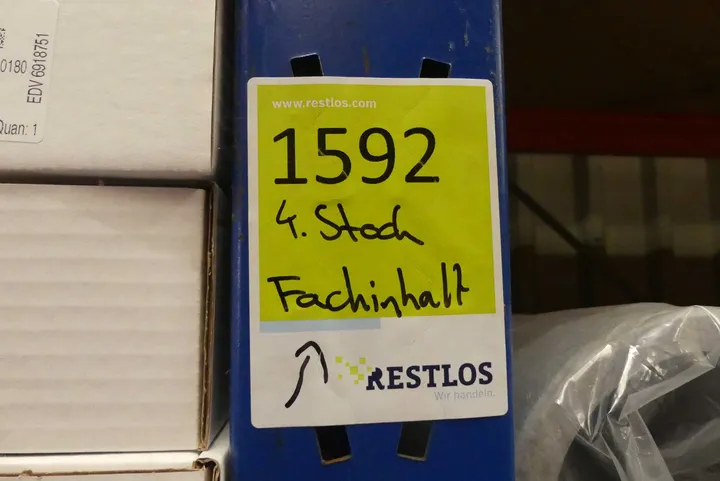 0180
EDV 6918751
Quan: 1
www.restlos.com
1592
4. Stock
Fachinhalt
RESTLOS
Wir handeln.